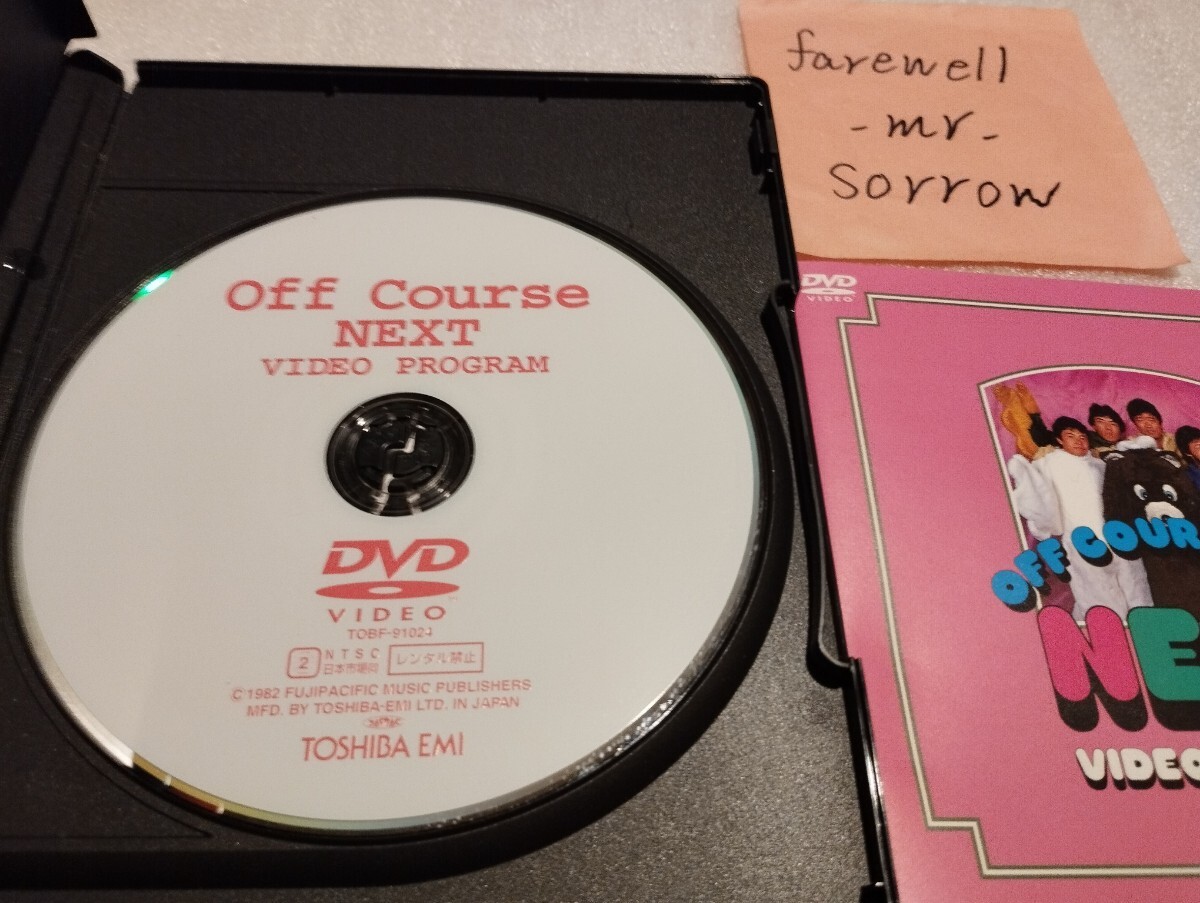 farewell
-mr-
sorrow
Off Course
NEXT
VIDEO PROGRAM
DVD
VIDEO
TOBF-91024
2 NTSC レンタル禁止
日本市場向
© 1982 FUJIPACIFIC MUSIC PUBLISHERS
MFD. BY TOSHIBA-EMI LTD. IN JAPAN
TOSHIBA EMI
DVD
VIDEO
OFF COUR
NE
VIDEO